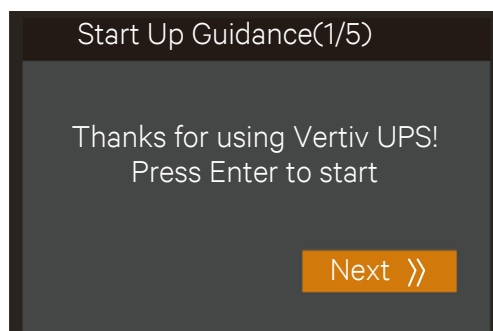 Start Up Guidance(1/5)
Thanks for using Vertiv UPS!
Press Enter to start
Next